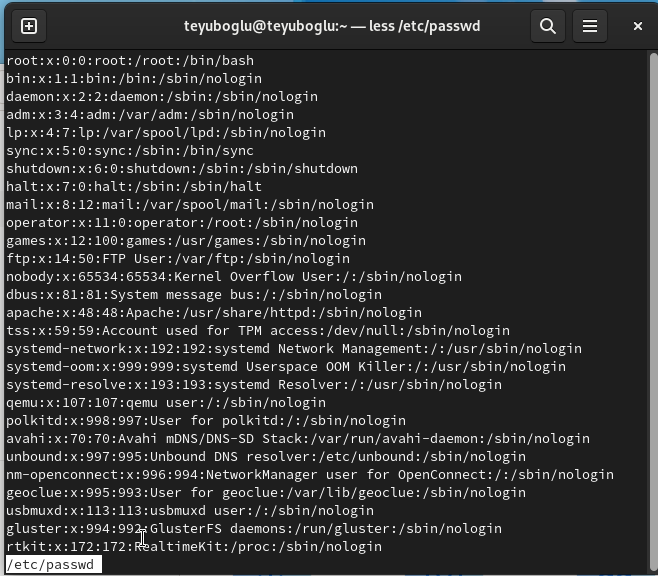 teyuboglu@teyuboglu:~ — less /etc/passwd
root:x:0:0:root:/root:/bin/bash
bin:x:1:1:bin:/bin:/sbin/nologin
daemon:x:2:2:daemon:/sbin:/sbin/nologin
adm:x:3:4:adm:/var/adm:/sbin/nologin
lp:x:4:7:lp:/var/spool/lpd:/sbin/nologin
sync:x:5:0:sync:/sbin:/bin/sync
shutdown:x:6:0:shutdown:/sbin:/sbin/shutdown
halt:x:7:0:halt:/sbin:/sbin/halt
mail:x:8:12:mail:/var/spool/mail:/sbin/nologin
operator:x:11:0:operator:/root:/sbin/nologin
games:x:12:100:games:/usr/games:/sbin/nologin
ftp:x:14:50:FTP User:/var/ftp:/sbin/nologin
nobody:x:65534:65534:Kernel Overflow User:/:/sbin/nologin
dbus:x:81:81:System message bus:/:/sbin/nologin
apache:x:48:48:Apache:/usr/share/httpd:/sbin/nologin
tss:x:59:59:Account used for TPM access:/dev/null:/sbin/nologin
systemd-network:x:192:192:systemd Network Management:/:/usr/sbin/nologin
systemd-oom:x:999:999:systemd Userspace OOM Killer:/:/usr/sbin/nologin
systemd-resolve:x:193:193:systemd Resolver:/:/usr/sbin/nologin
qemu:x:107:107:qemu user:/:/sbin/nologin
polkitd:x:998:997:User for polkitd:/:/sbin/nologin
avahi:x:70:70:Avahi mDNS/DNS-SD Stack:/var/run/avahi-daemon:/sbin/nologin
unbound:x:997:995:Unbound DNS resolver:/etc/unbound:/sbin/nologin
nm-openconnect:x:996:994:NetworkManager user for OpenConnect:/:/sbin/nologin
geoclue:x:995:993:User for geoclue:/var/lib/geoclue:/sbin/nologin
usbmuxd:x:113:113:usbmuxd user:/:/sbin/nologin
gluster:x:994:992:GlusterFS daemons:/run/gluster:/sbin/nologin
rtkit:x:172:172:RealtimeKit:/proc:/sbin/nologin
/etc/passwd